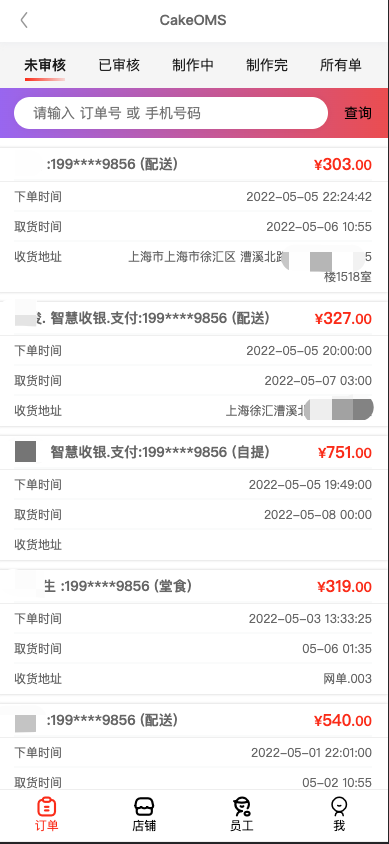 CakeOMS
未审核 已审核 制作中 制作完 所有单
请输入 订单号 或 手机号码 查询
:199****9856 (配送) ¥303.00
下单时间 2022-05-05 22:24:42
取货时间 2022-05-06 10:55
收货地址 上海市上海市徐汇区 漕溪北 5
楼1518室
. 智慧收银.支付:199****9856 (配送) ¥327.00
下单时间 2022-05-05 20:00:00
取货时间 2022-05-07 03:00
收货地址 上海徐汇漕溪
智慧收银.支付:199****9856 (自提) ¥751.00
下单时间 2022-05-05 19:49:00
取货时间 2022-05-08 00:00
收货地址
生 :199****9856 (堂食) ¥319.00
下单时间 2022-05-03 13:33:25
取货时间 05-06 01:35
收货地址 网单.003
:199****9856 (配送) ¥540.00
下单时间 2022-05-01 22:01:00
取货时间 05-02 10:55
订单 店铺 员工 我